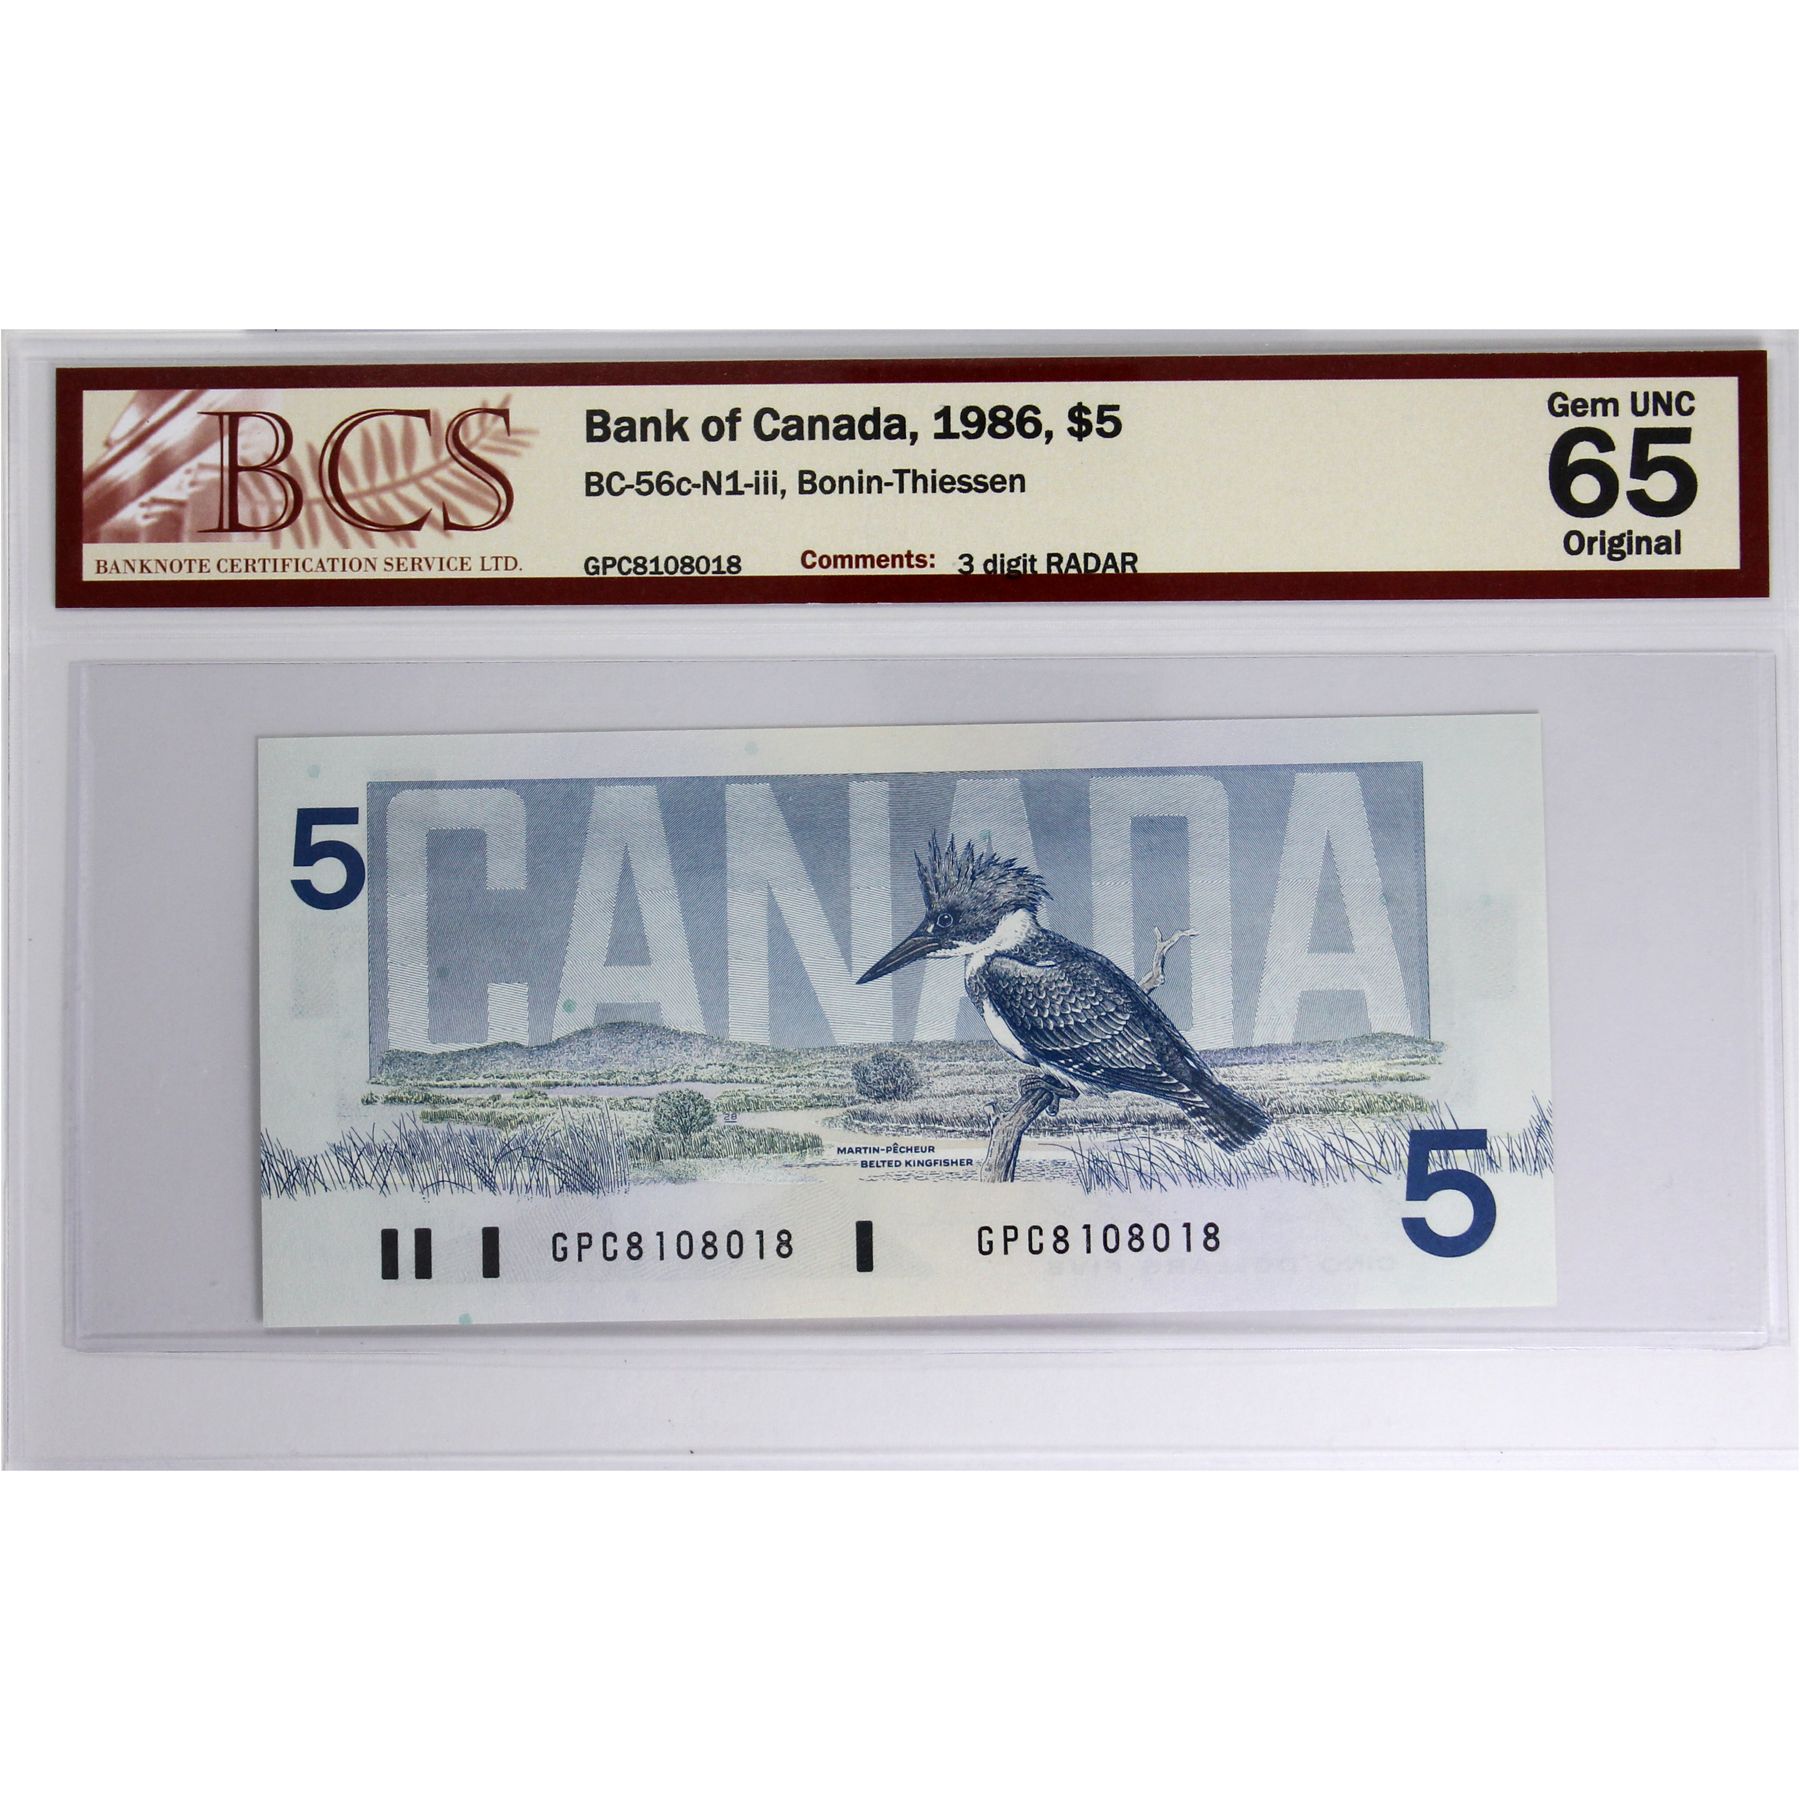 BCS
BANKNOTE CERTIFICATION SERVICE LTD.
Bank of Canada, 1986, $5
BC-56c-N1-iii, Bonin-Thiessen
GPC8108018 Comments: 3 digit RADAR
Gem UNC
65
Original
5
CANADA
28
MARTIN-PÊCHEUR
BELTED KINGFISHER
5
GPC8108018 GPC8108018